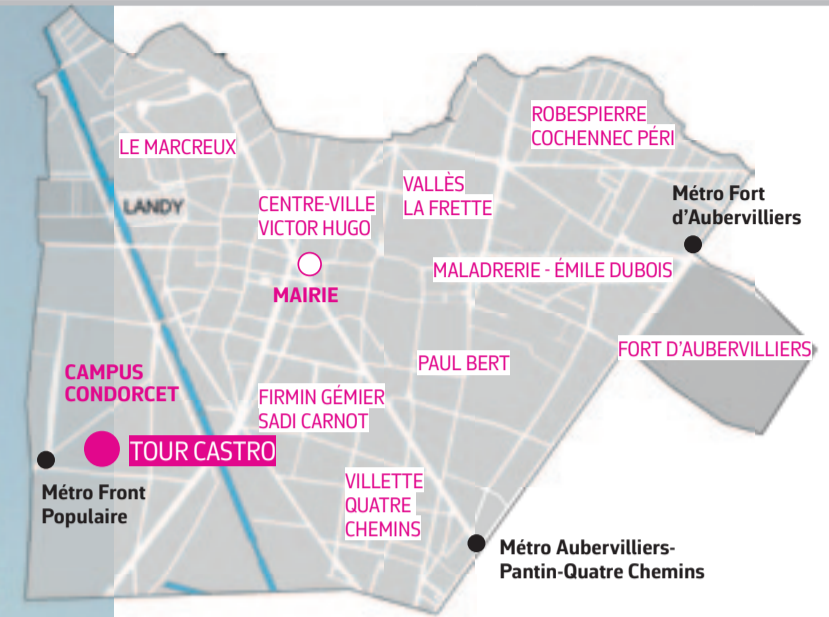 ROBESPIERRE
COCHENNEC PÉRI
LE MARCREUX
VALLÈS
LA FRETTE
Métro Fort
d'Aubervilliers
LANDY
CENTRE-VILLE
VICTOR HUGO
MALADRERIE - ÉMILE DUBOIS
MAIRIE
FORT D'AUBERVILLIERS
PAUL BERT
CAMPUS
CONDORCET
FIRMIN GÉMIER
SADI CARNOT
TOUR CASTRO
Métro Front
Populaire
VILLETTE
QUATRE
CHEMINS
Métro Aubervilliers-
Pantin-Quatre Chemins